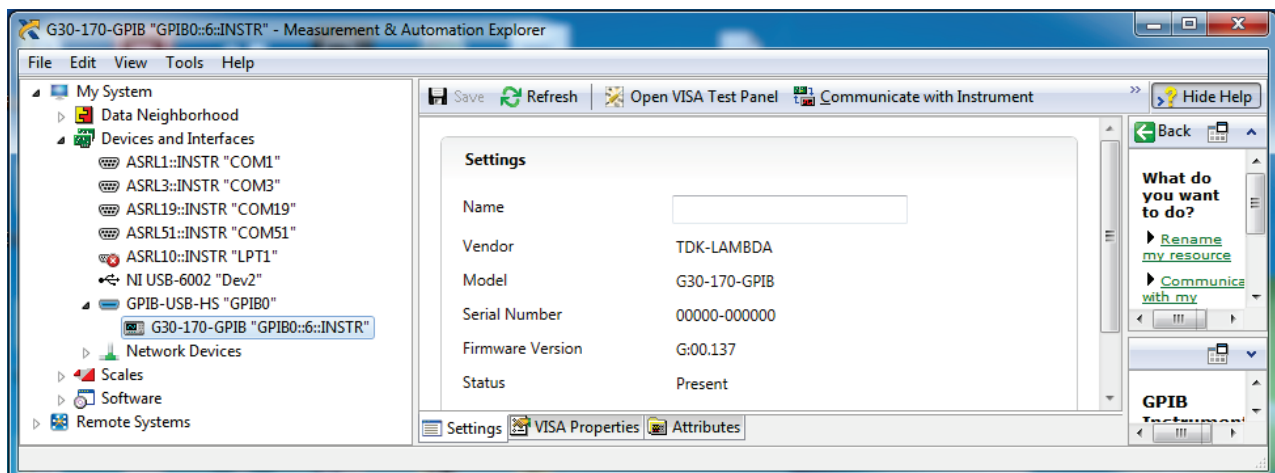 G30-170-GPIB "GPIB0::6::INSTR" - Measurement & Automation Explorer
File Edit View Tools Help
My System
Data Neighborhood
Devices and Interfaces
ASRL1::INSTR "COM1"
ASRL3::INSTR "COM3"
ASRL19::INSTR "COM19"
ASRL51::INSTR "COM51"
ASRL10::INSTR "LPT1"
NI USB-6002 "Dev2"
GPIB-USB-HS "GPIB0"
G30-170-GPIB "GPIB0::6::INSTR"
Network Devices
Scales
Software
Remote Systems
Save Refresh Open VISA Test Panel Communicate with Instrument » Hide Help
Settings
Name
Vendor TDK-LAMBDA
Model G30-170-GPIB
Serial Number 00000-000000
Firmware Version G:00.137
Status Present
Settings VISA Properties Attributes
Back
What do
you want
to do?
Rename
my resource
Communica
with my
GPIB
Instrument